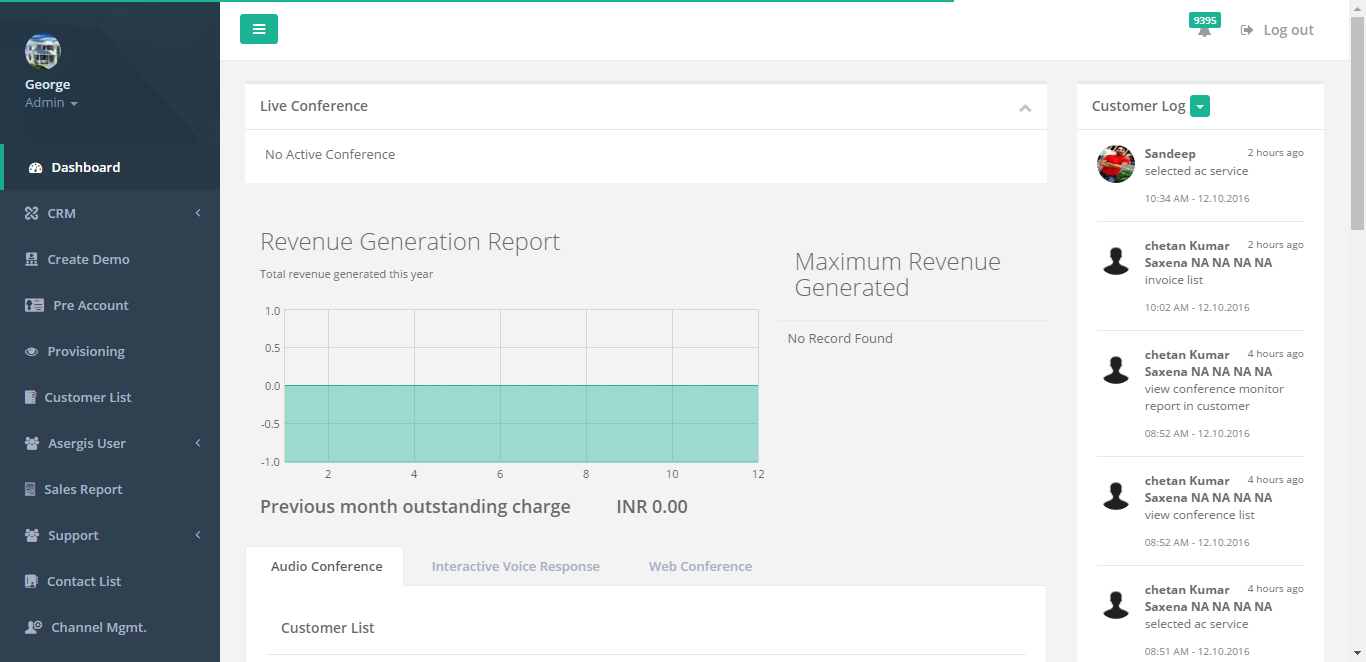 George
Admin
Dashboard
CRM
Create Demo
Pre Account
Provisioning
Customer List
Asergis User
Sales Report
Support
Contact List
Channel Mgmt.
9395
Log out
Live Conference
No Active Conference
Revenue Generation Report
Total revenue generated this year
1.0
0.5
0.0
-0.5
-1.0
2 4 6 8 10 12
Maximum Revenue
Generated
No Record Found
Previous month outstanding charge INR 0.00
Audio Conference Interactive Voice Response Web Conference
Customer List
Customer Log
Sandeep 2 hours ago
selected ac service
10:34 AM - 12.10.2016
chetan Kumar 2 hours ago
Saxena NA NA NA NA
invoice list
10:02 AM - 12.10.2016
chetan Kumar 4 hours ago
Saxena NA NA NA NA
view conference monitor
report in customer
08:52 AM - 12.10.2016
chetan Kumar 4 hours ago
Saxena NA NA NA NA
view conference list
08:52 AM - 12.10.2016
chetan Kumar 4 hours ago
Saxena NA NA NA NA
selected ac service
08:51 AM - 12.10.2016